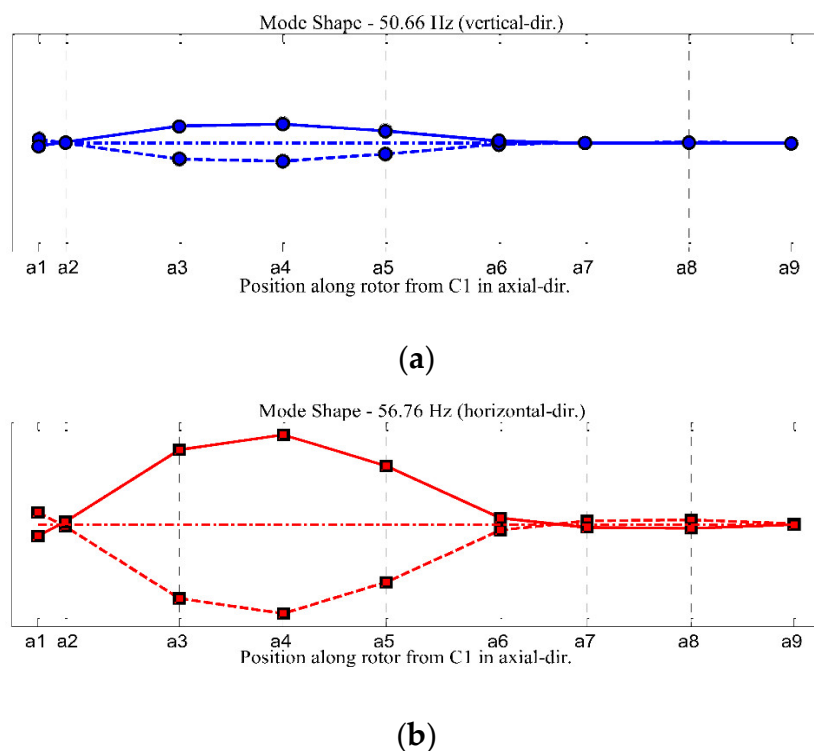 Mode Shape - 50.66 Hz (vertical-dir.)
a1 a2 a3 a4 a5 a6 a7 a8 a9
Position along rotor from C1 in axial-dir.
(a)
Mode Shape - 56.76 Hz (horizontal-dir.)
a1 a2 a3 a4 a5 a6 a7 a8 a9
Position along rotor from C1 in axial-dir.
(b)